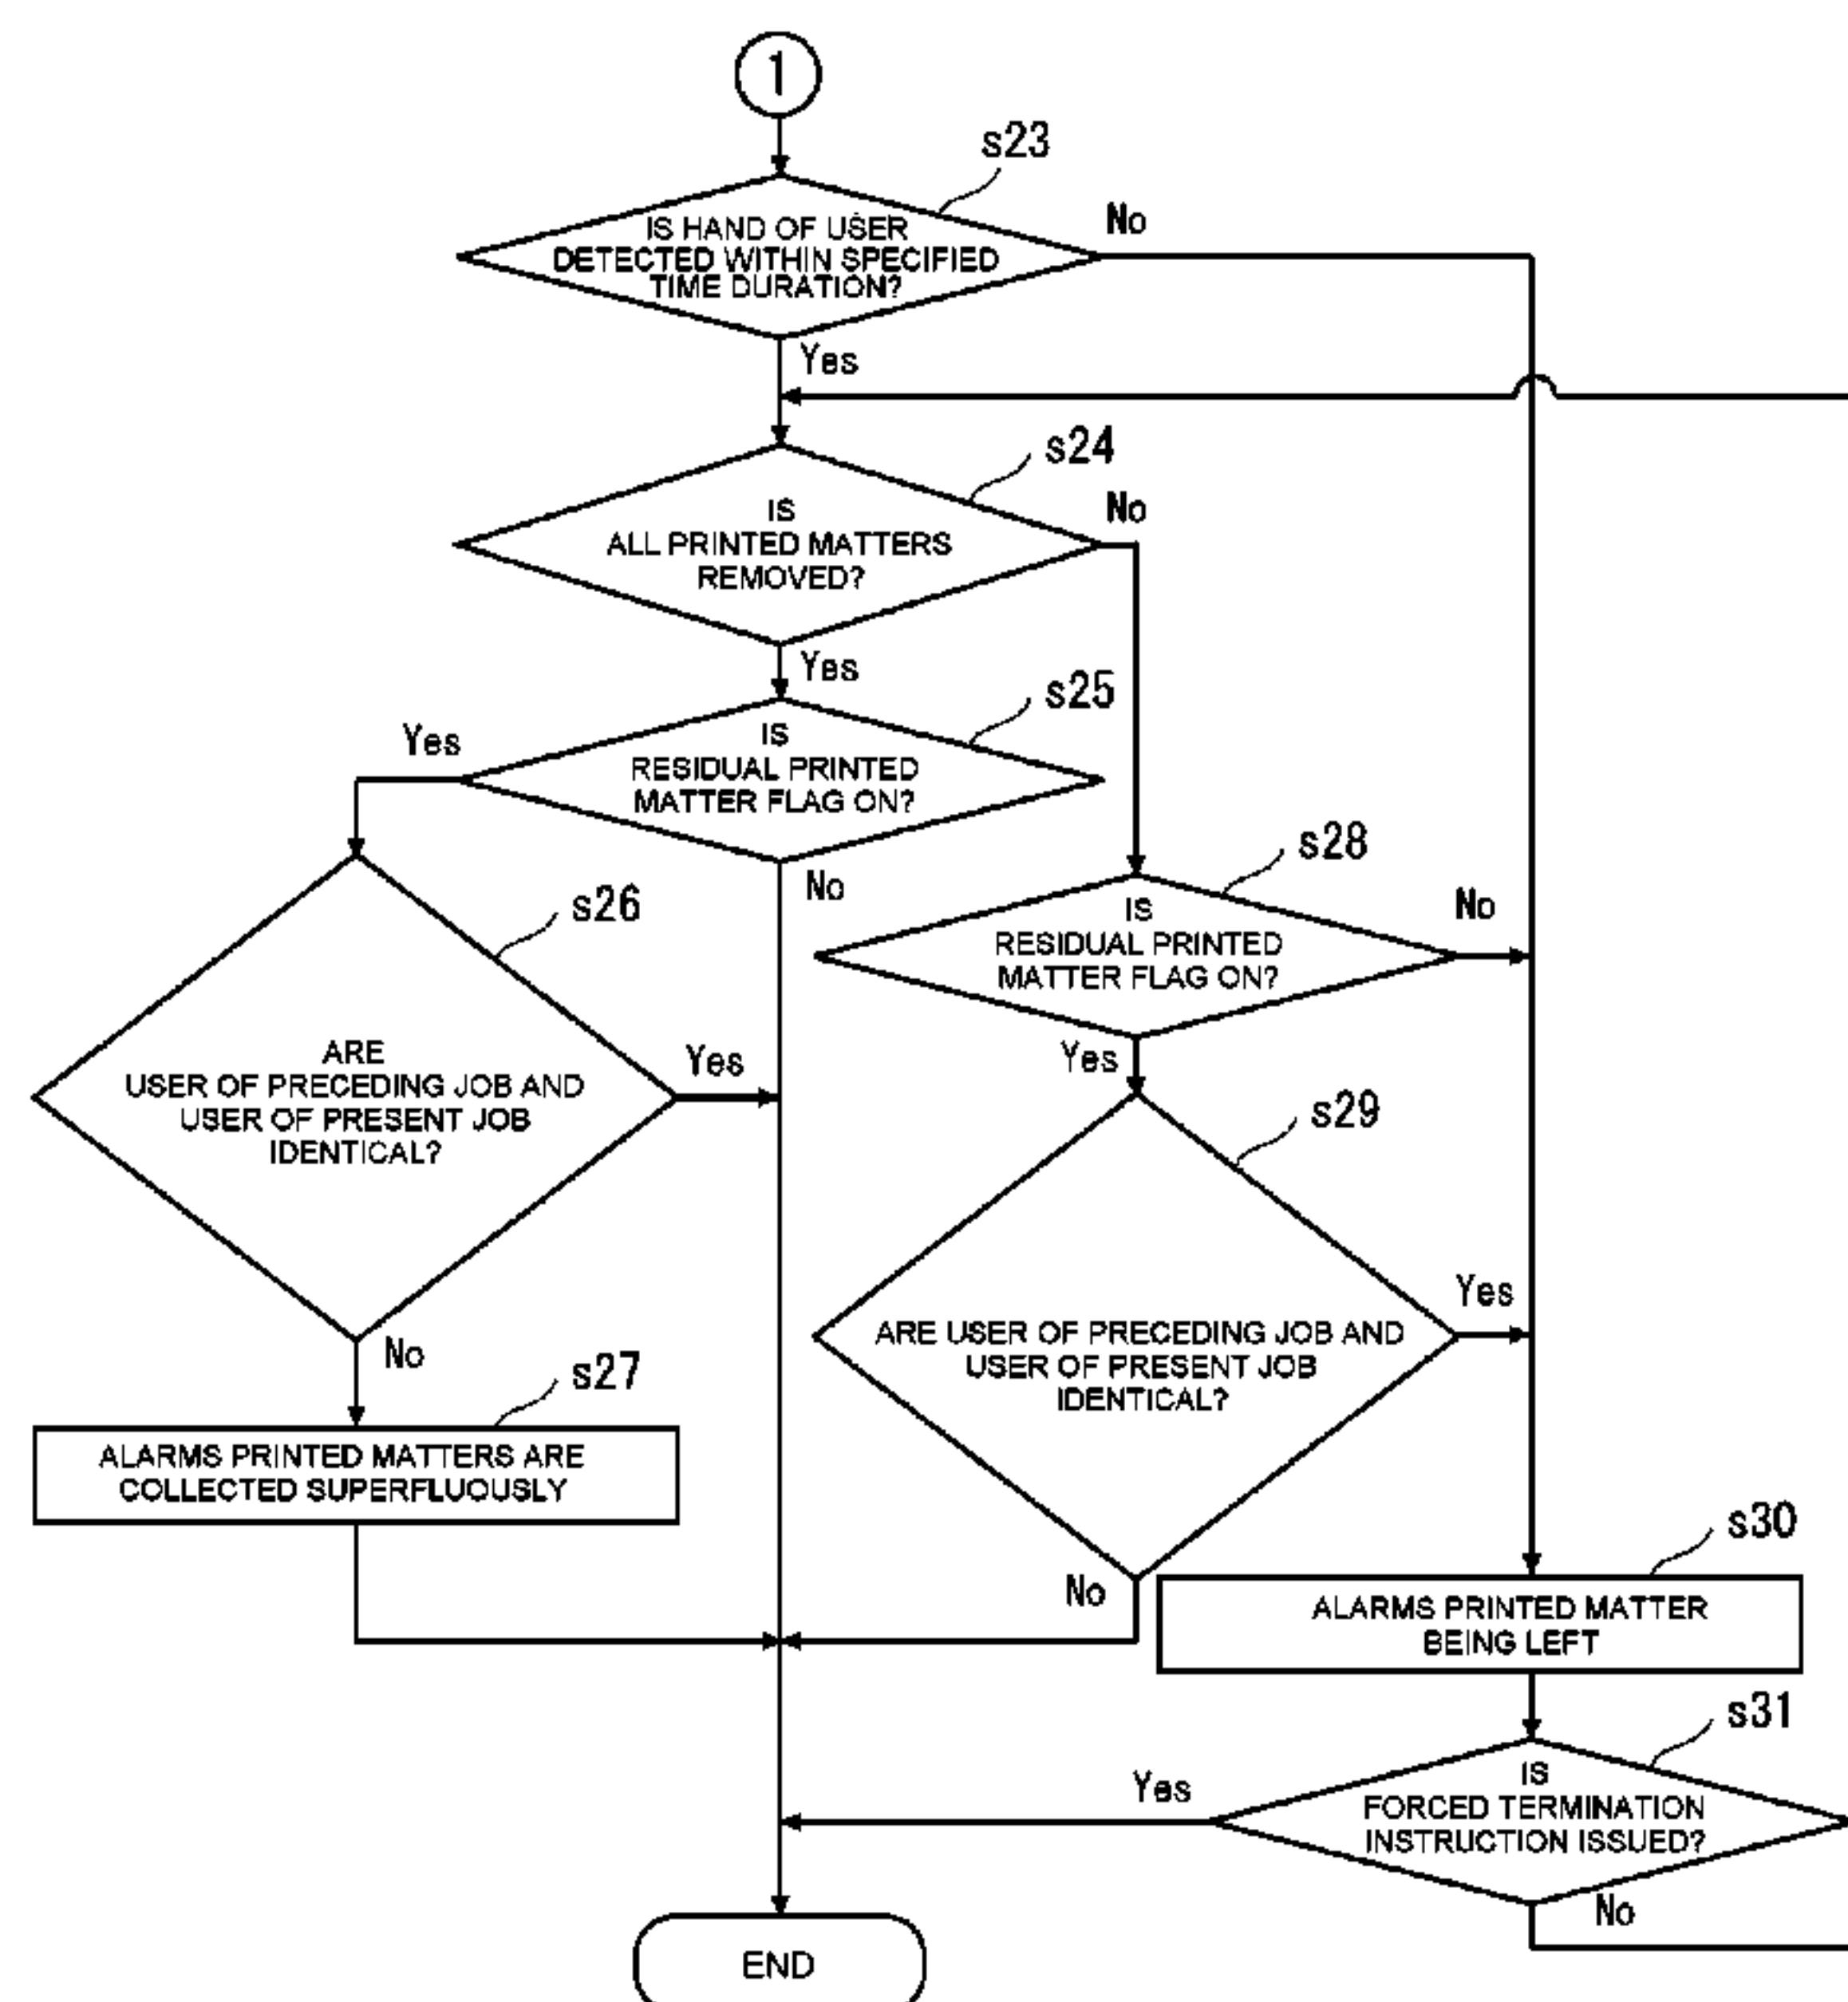 1
s23
IS HAND OF USER
DETECTED WITHIN SPECIFIED
TIME DURATION?
No
Yes
s24
IS
ALL PRINTED MATTERS
REMOVED?
No
Yes
s25
IS
RESIDUAL PRINTED
MATTER FLAG ON?
Yes
No
s26
ARE
USER OF PRECEDING JOB AND
USER OF PRESENT JOB
IDENTICAL?
Yes
No
s27
ALARMS PRINTED MATTERS ARE
COLLECTED SUPERFLUOUSLY
s28
IS
RESIDUAL PRINTED
MATTER FLAG ON?
No
Yes
s29
ARE USER OF PRECEDING JOB AND
USER OF PRESENT JOB
IDENTICAL?
Yes
No
s30
ALARMS PRINTED MATTER
BEING LEFT
s31
IS
FORCED TERMINATION
INSTRUCTION ISSUED?
Yes
No
END